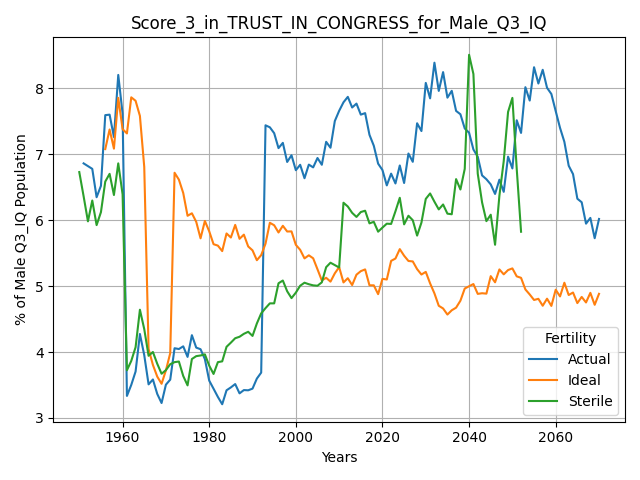 Score_3_in_TRUST_IN_CONGRESS_for_Male_Q3_IQ
% of Male Q3_IQ Population
8
7
6
5
4
3
Fertility
Actual
Ideal
Sterile
1960 1980 2000 2020 2040 2060
Years